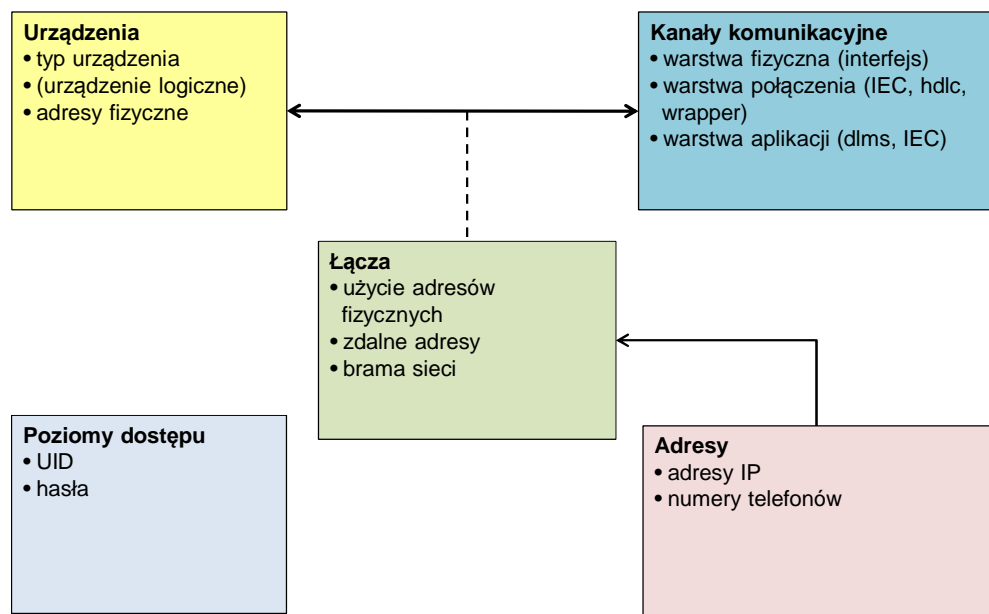 Urządzenia
• typ urządzenia
• (urządzenie logiczne)
• adresy fizyczne
Kanały komunikacyjne
• warstwa fizyczna (interfejs)
• warstwa połączenia (IEC, hdlc,
wrapper)
• warstwa aplikacji (dlms, IEC)
Łącza
• użycie adresów
fizycznych
• zdalne adresy
• brama sieci
Poziomy dostępu
• UID
• hasła
Adresy
• adresy IP
• numery telefonów